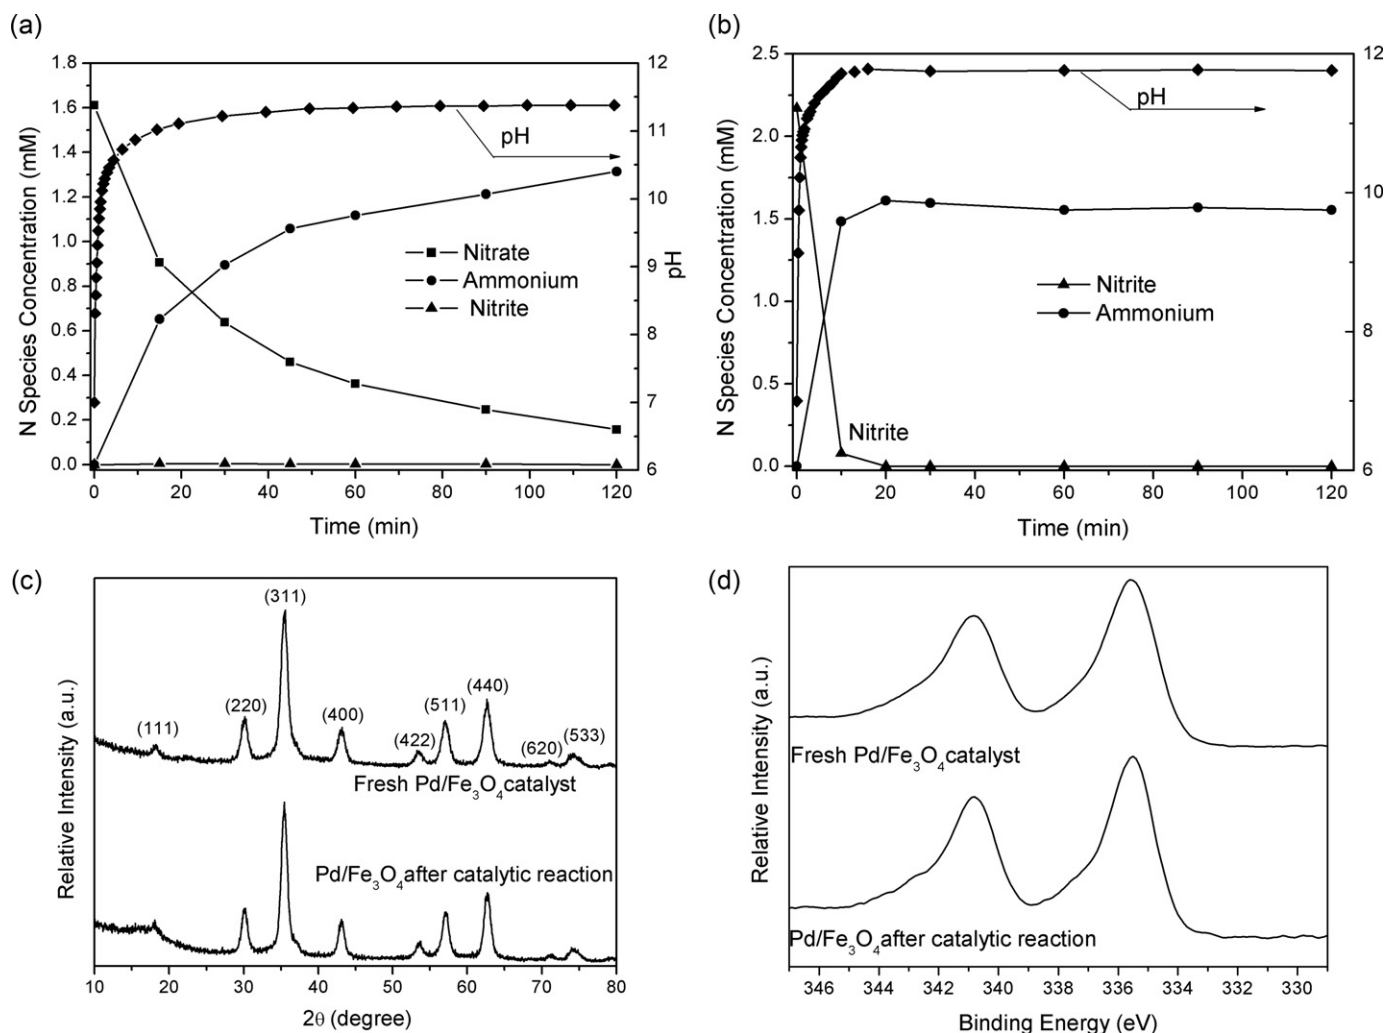 (a)
1.8
1.6
1.4
1.2
1.0
0.8
0.6
0.4
0.2
0.0
N Species Concentration (mM)
12
11
10
9
8
7
6
pH
pH
Nitrate
Ammonium
Nitrite
0 20 40 60 80 100 120
Time (min)
(b)
2.5
2.0
1.5
1.0
0.5
0.0
N Species Concentration (mM)
12
10
8
6
pH
Nitrite
Ammonium
Nitrite
0 20 40 60 80 100 120
Time (min)
(c)
(311)
(111)
(220)
(400)
(422)
(511)
(440)
(620)
(533)
Fresh Pd/Fe₃O₄catalyst
Pd/Fe₃O₄after catalytic reaction
Relative Intensity (a.u.)
10 20 30 40 50 60 70 80
2θ (degree)
(d)
Fresh Pd/Fe₃O₄catalyst
Pd/Fe₃O₄after catalytic reaction
Relative Intensity (a.u.)
346 344 342 340 338 336 334 332 330
Binding Energy (eV)